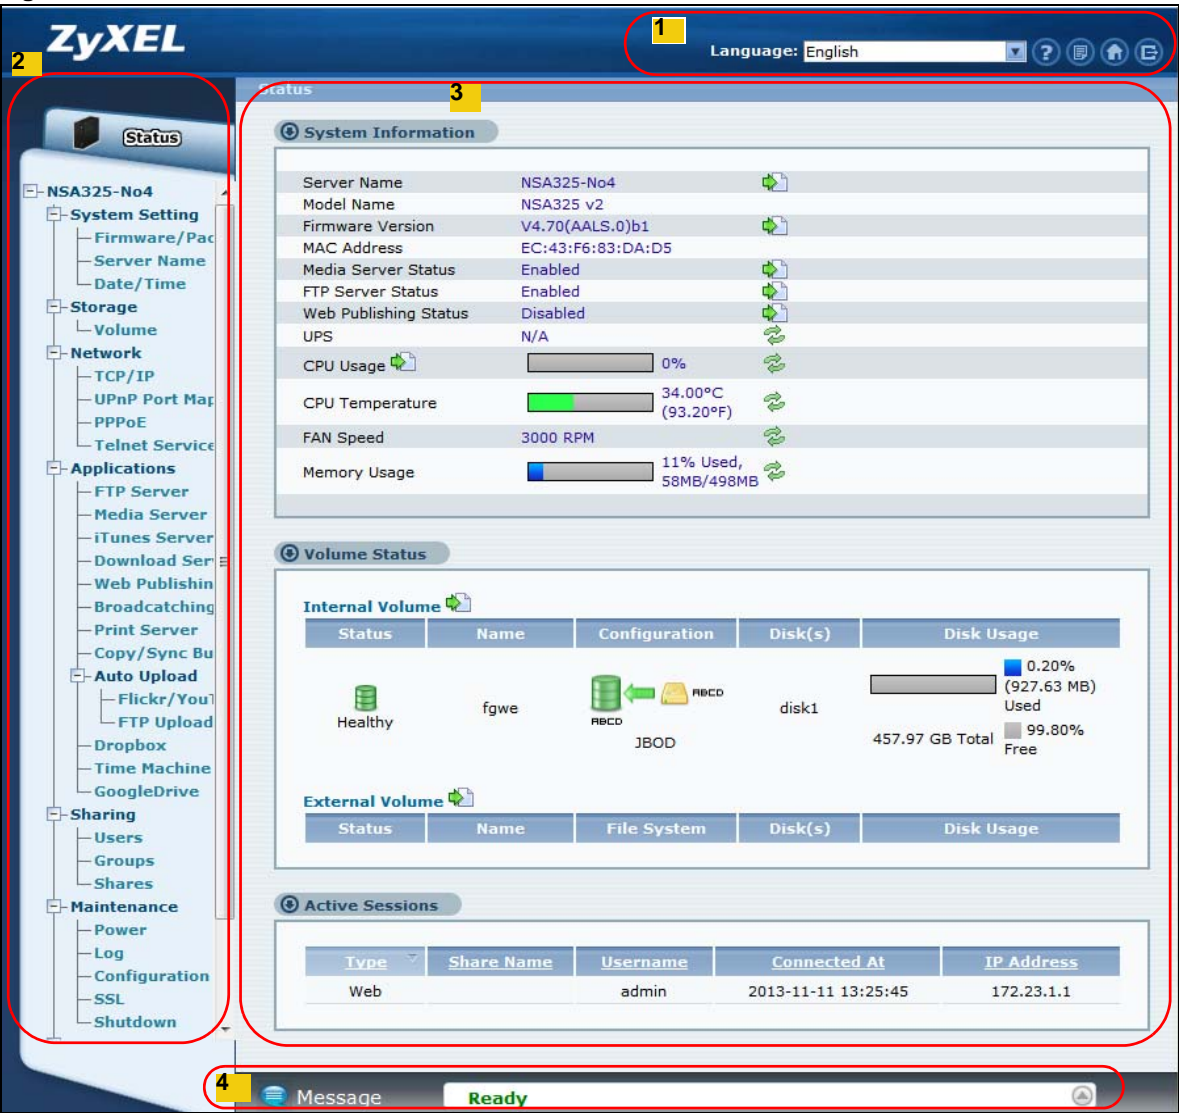 ZyXEL
1
Language: English
2
Status
NSA325-No4
System Setting
Firmware/Pac
Server Name
Date/Time
Storage
Volume
Network
TCP/IP
UPnP Port Map
PPPoE
Telnet Service
Applications
FTP Server
Media Server
iTunes Server
Download Ser
Web Publishin
Broadcatching
Print Server
Copy/Sync Bu
Auto Upload
Flickr/YouT
FTP Upload
Dropbox
Time Machine
GoogleDrive
Sharing
Users
Groups
Shares
Maintenance
Power
Log
Configuration
SSL
Shutdown
Status
3
System Information
Server Name NSA325-No4
Model Name NSA325 v2
Firmware Version V4.70(AALS.0)b1
MAC Address EC:43:F6:83:DA:D5
Media Server Status Enabled
FTP Server Status Enabled
Web Publishing Status Disabled
UPS N/A
CPU Usage 0%
CPU Temperature 34.00°C
(93.20°F)
FAN Speed 3000 RPM
Memory Usage 11% Used,
58MB/498MB
Volume Status
Internal Volume
Status Name Configuration Disk(s) Disk Usage
Healthy fgwe ABCD ABCD JBOD disk1 457.97 GB Total
0.20%
(927.63 MB)
Used
99.80%
Free
External Volume
Status Name File System Disk(s) Disk Usage
Active Sessions
Type Share Name Username Connected At IP Address
Web admin 2013-11-11 13:25:45 172.23.1.1
4
Message Ready